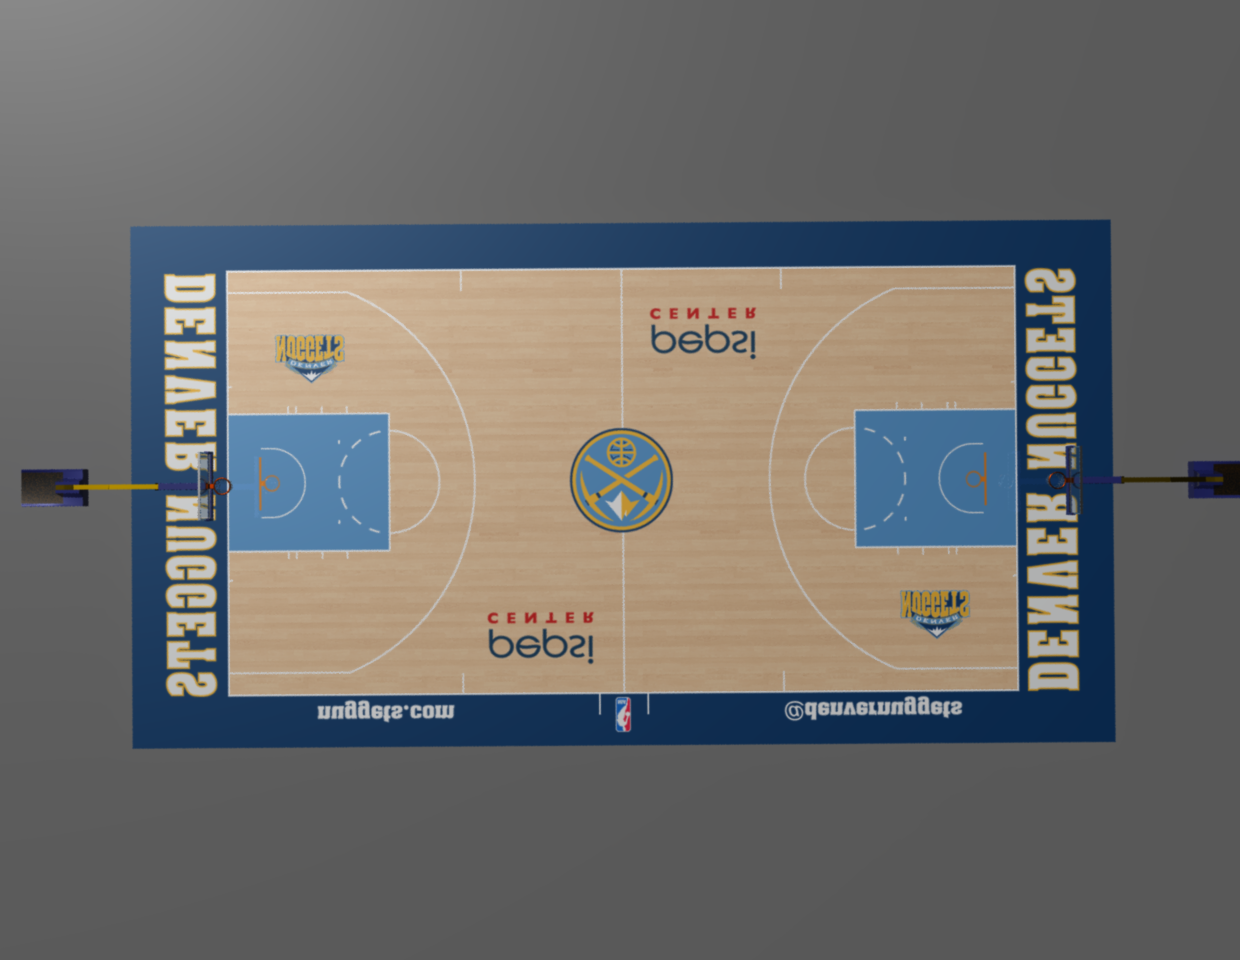 DENVER NUGGETS
DENVER NUGGETS
CENTER
pepsi
NUGGETS
DENVER
NUGGETS
DENVER
CENTER
pepsi
nuggets.com
@denvernuggets